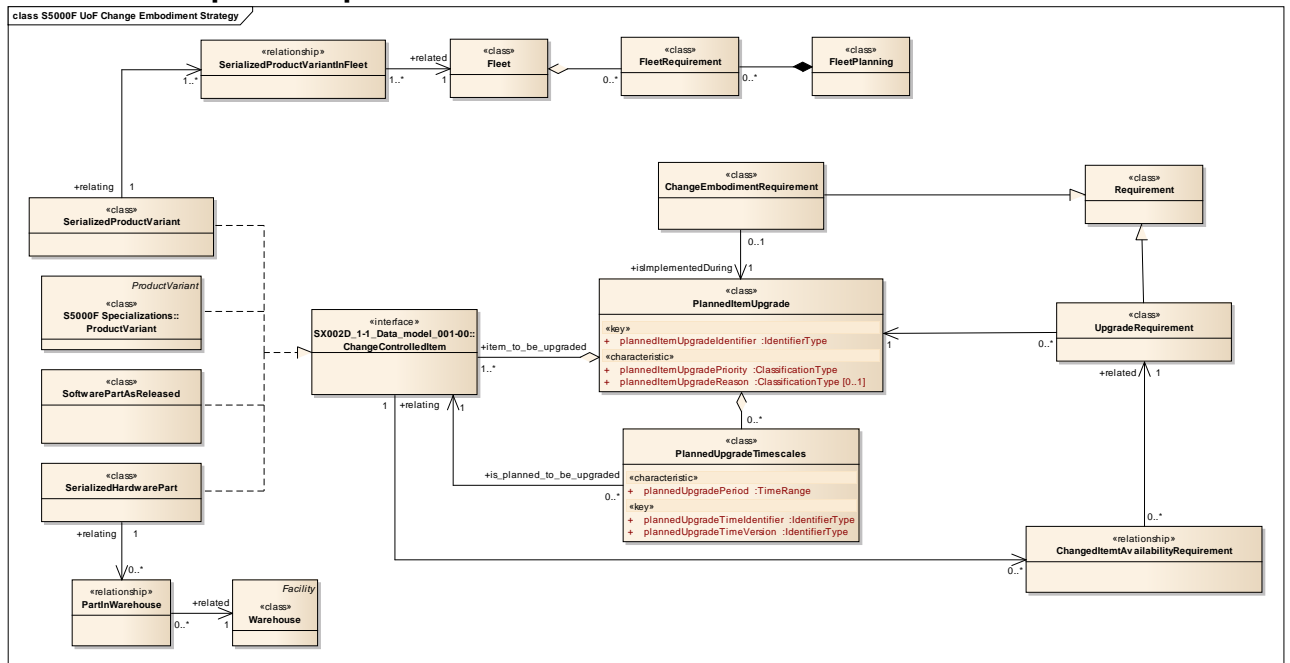 class S5000F UoF Change Embodiment Strategy
«relationship»
SerializedProductVariantInFleet
1..*
1..*
+related
1
«class»
Fleet
0..*
«class»
FleetRequirement
0..*
«class»
FleetPlanning
+relating
1
«class»
SerializedProductVariant
ProductVariant
«class»
S5000F Specializations::
ProductVariant
«class»
SoftwarePartAsReleased
«class»
SerializedHardwarePart
+relating
1
0..*
«relationship»
PartInWarehouse
+related
0..*
1
Facility
«class»
Warehouse
«interface»
SX002D_1-1_Data_model_001-00::
ChangeControlledItem
+item_to_be_upgraded
1..*
1
+relating
1
«class»
ChangeEmbodimentRequirement
0..1
+isImplementedDuring
1
«class»
PlannedItemUpgrade
«key»
+ plannedItemUpgradeIdentifier :IdentifierType
«characteristic»
+ plannedItemUpgradePriority :ClassificationType
+ plannedItemUpgradeReason :ClassificationType [0..1]
0..*
«class»
PlannedUpgradeTimescales
«characteristic»
+ plannedUpgradePeriod :TimeRange
«key»
+ plannedUpgradeTimeIdentifier :IdentifierType
+ plannedUpgradeTimeVersion :IdentifierType
+is_planned_to_be_upgraded
0..*
«class»
Requirement
«class»
UpgradeRequirement
1
0..*
+related
1
0..*
«relationship»
ChangedItemtAvailabilityRequirement
0..*